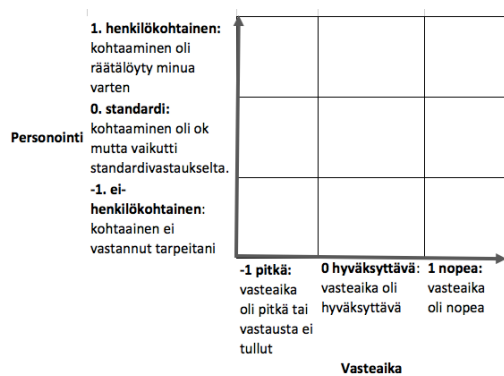 1. henkilökohtainen:
kohtaaminen oli
räätälöyty minua
varten
0. standardi:
kohtaaminen oli ok
mutta vaikutti
standardivastaukselta.
-1. ei-
henkilökohtainen:
kohtaainen ei
vastannut tarpeitani
Personointi
-1 pitkä:
vasteaika
oli pitkä tai
vastausta ei
tullut
0 hyväksyttävä:
vasteaika oli
hyväksyttävä
1 nopea:
vasteaika
oli nopea
Vasteaika